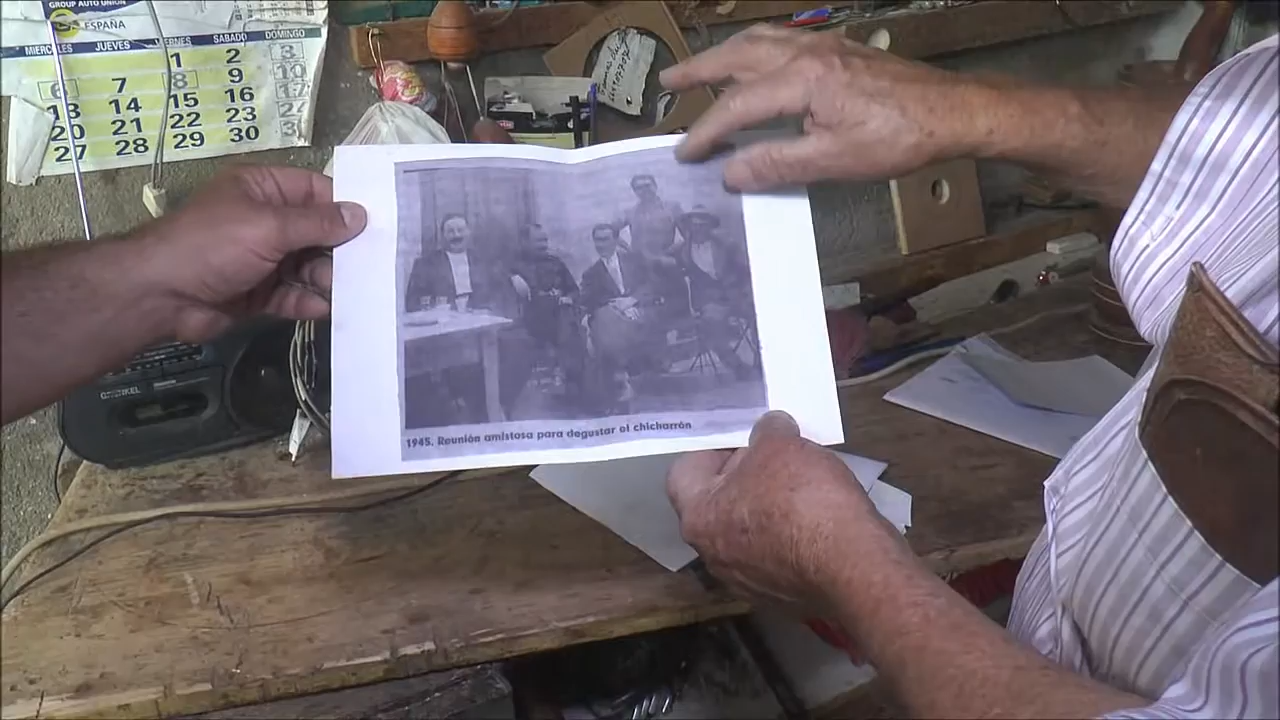 GROUP AUTO UNION
ESPAÑA
MIERCOLES JUEVES VIERNES SABADO DOMINGO
1 2 3
6 7 8 9 10
13 14 15 16 17
20 21 22 23 24
27 28 29 30
1945. Reunión amistosa para degustar el chicharrón